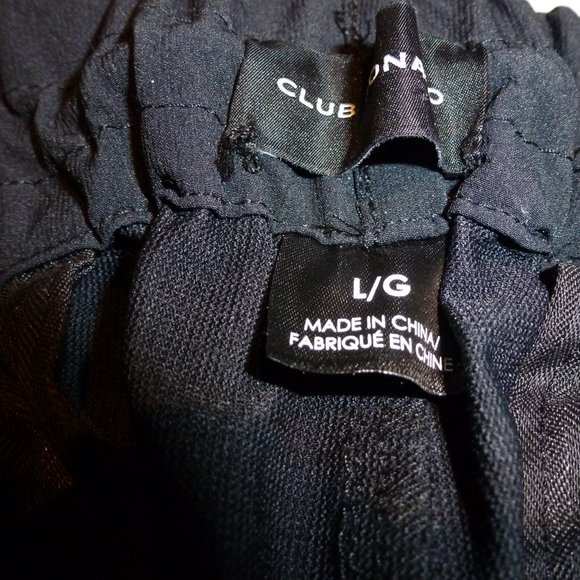 CLUB
L/G
MADE IN CHINA/
FABRIQUÉ EN CHINE